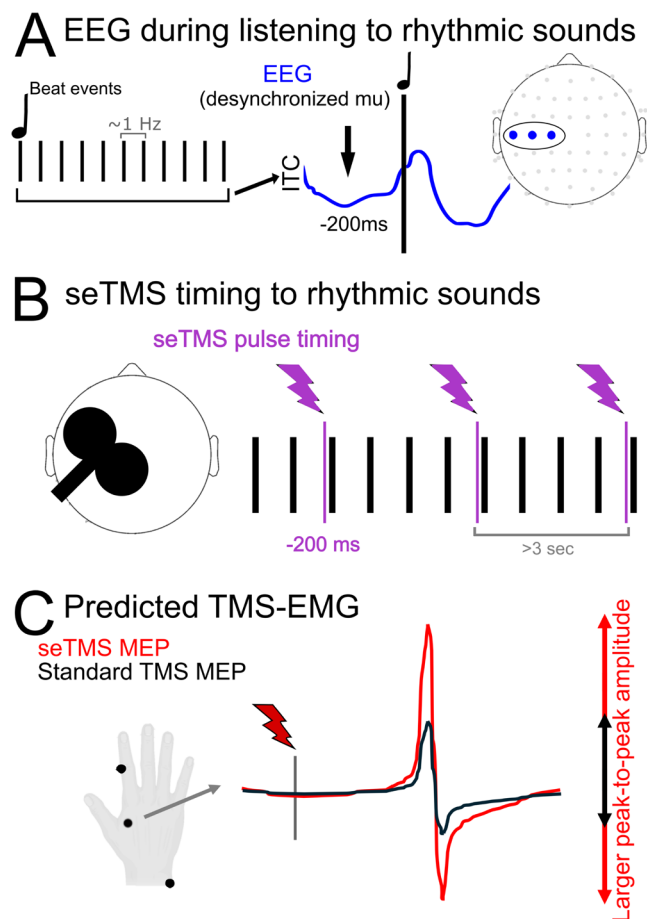 A EEG during listening to rhythmic sounds
Beat events
~1 Hz
EEG
(desynchronized mu)
ITC
-200ms
B seTMS timing to rhythmic sounds
seTMS pulse timing
-200 ms
>3 sec
C Predicted TMS-EMG
seTMS MEP
Standard TMS MEP
Larger peak-to-peak amplitude